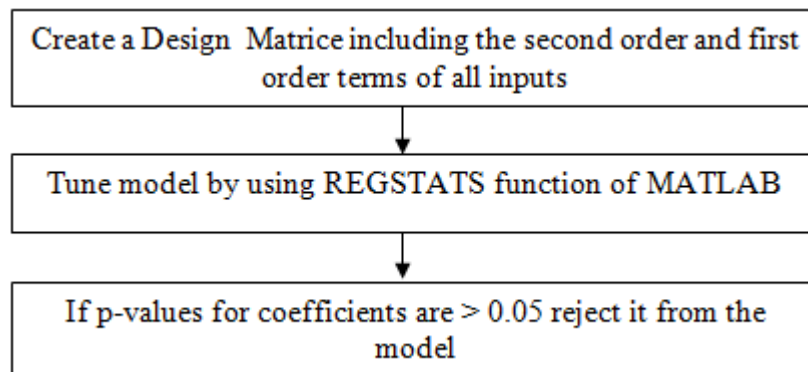 Create a Design Matrice including the second order and first
order terms of all inputs
Tune model by using REGSTATS function of MATLAB
If p-values for coefficients are > 0.05 reject it from the
model